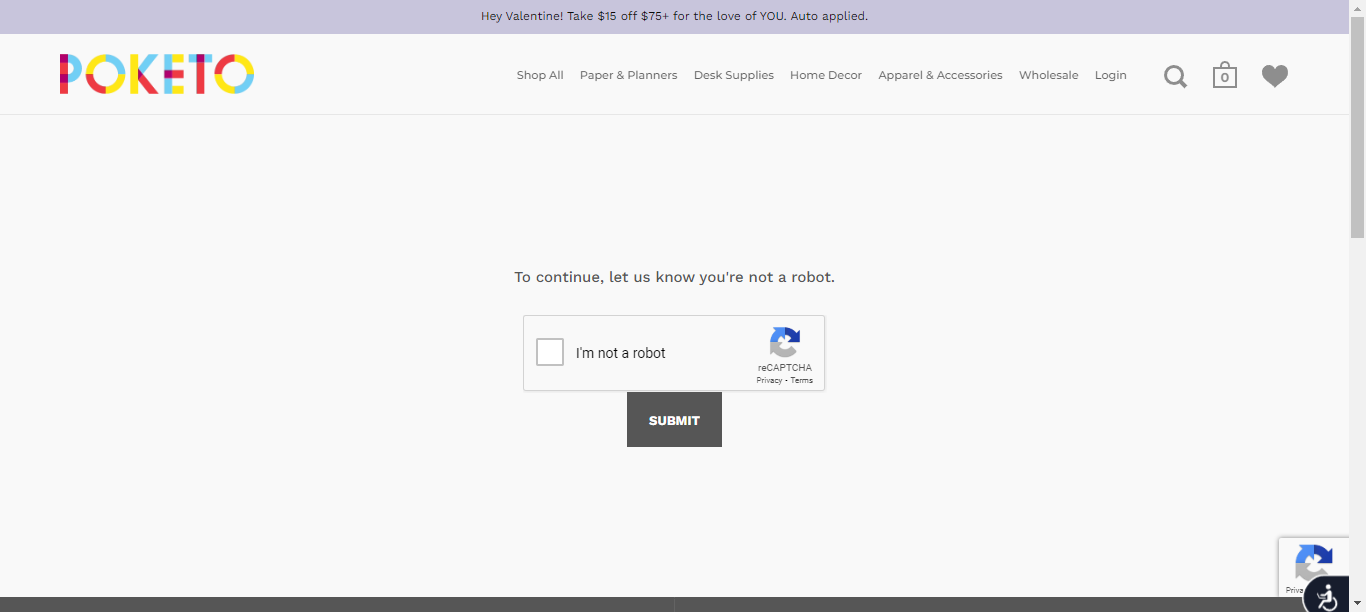 Hey Valentine! Take $15 off $75+ for the love of YOU. Auto applied.
POKETO
Shop All Paper & Planners Desk Supplies Home Decor Apparel & Accessories Wholesale Login 0
To continue, let us know you're not a robot.
I'm not a robot
reCAPTCHA
Privacy - Terms
SUBMIT